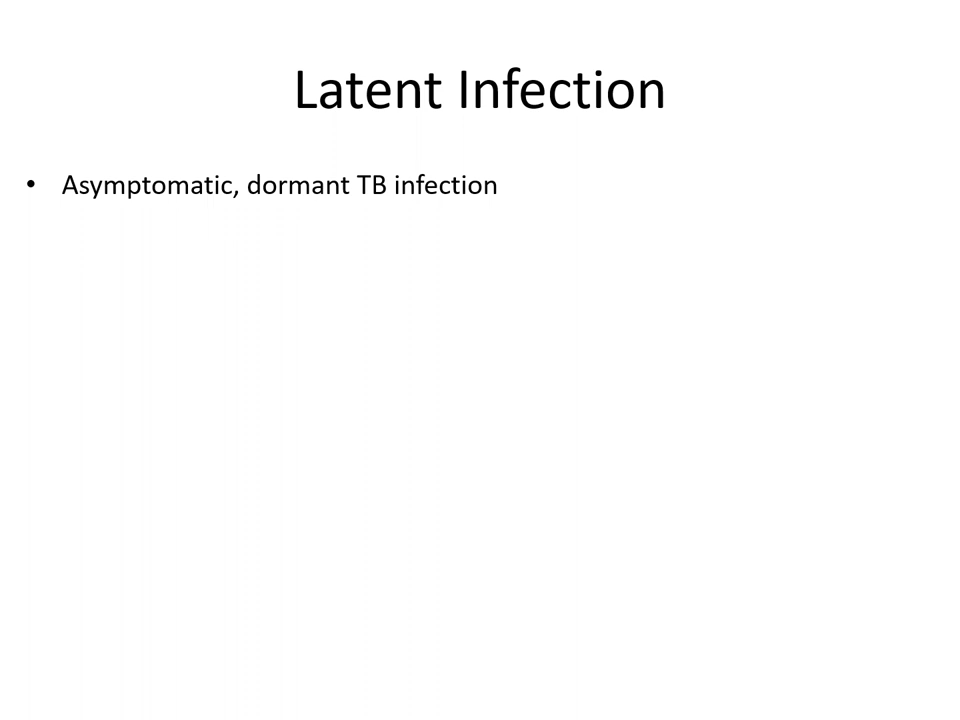 Latent Infection
• Asymptomatic, dormant TB infection